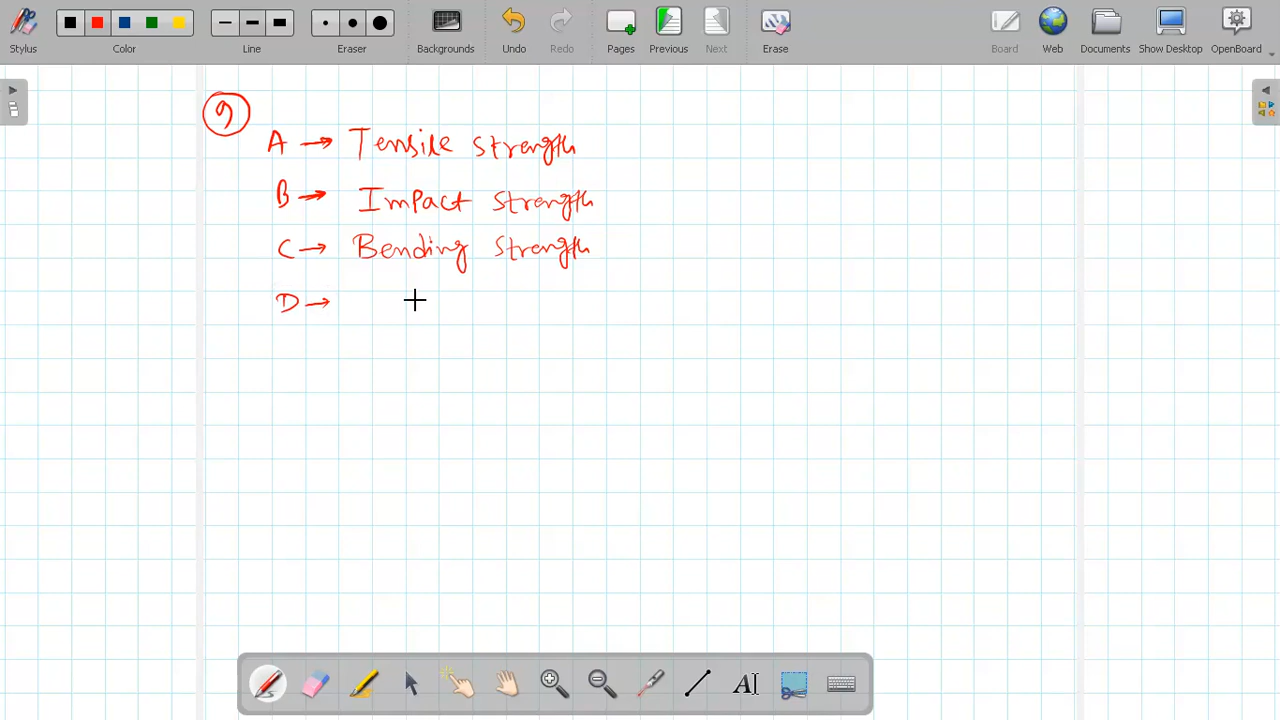 Stylus Color Line Eraser Backgrounds Undo Redo Pages Previous Next Erase Board Web Documents Show Desktop OpenBoard
9
A → Tensile strength
B → Impact strength
C → Bending strength
D →
A